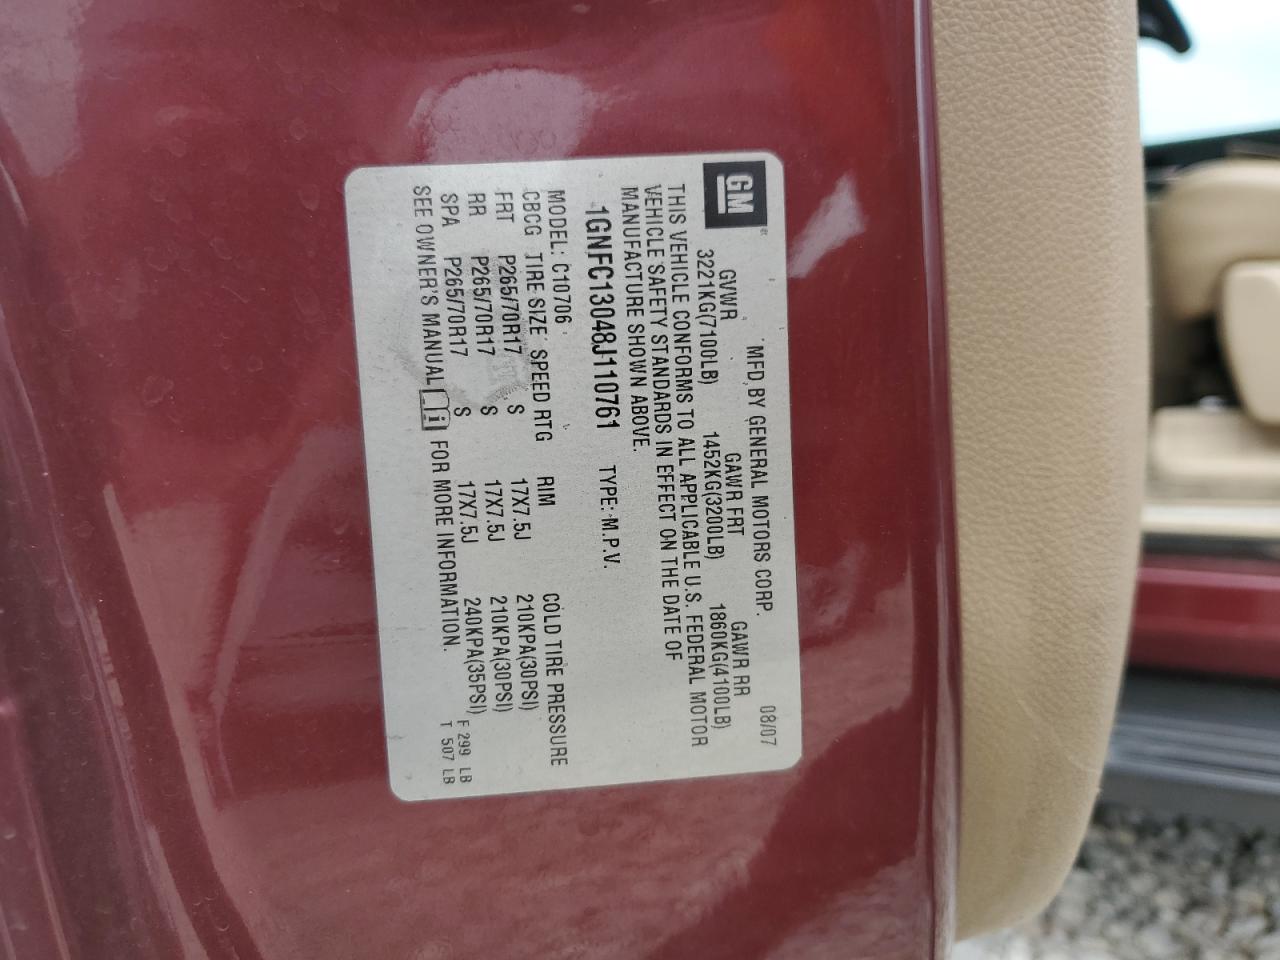 GM
MFD BY GENERAL MOTORS CORP. 08/07
GVWR GAWR FRT GAWR RR
3221KG(7100LB) 1452KG(3200LB) 1860KG(4100LB)
THIS VEHICLE CONFORMS TO ALL APPLICABLE U.S. FEDERAL MOTOR
VEHICLE SAFETY STANDARDS IN EFFECT ON THE DATE OF
MANUFACTURE SHOWN ABOVE.
1GNFC13048J110761 TYPE: M.P.V.
MODEL: C10706
CBCG TIRE SIZE SPEED RTG RIM COLD TIRE PRESSURE
FRT P265/70R17 S 17X7.5J 210KPA(30PSI)
RR P265/70R17 S 17X7.5J 210KPA(30PSI)
SPA P265/70R17 S 17X7.5J 240KPA(35PSI) F 299 LB
SEE OWNER'S MANUAL i FOR MORE INFORMATION. T 507 LB